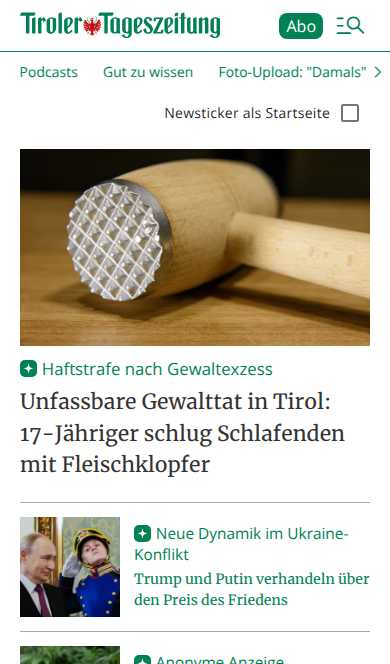 Tiroler Tageszeitung
Abo
Podcasts Gut zu wissen Foto-Upload: "Damals"
Newsticker als Startseite
Haftstrafe nach Gewaltexzess
Unfassbare Gewalttat in Tirol:
17-Jähriger schlug Schlafenden
mit Fleischklopfer
Neue Dynamik im Ukraine-
Konflikt
Trump und Putin verhandeln über
den Preis des Friedens
Anonyme Anzeige